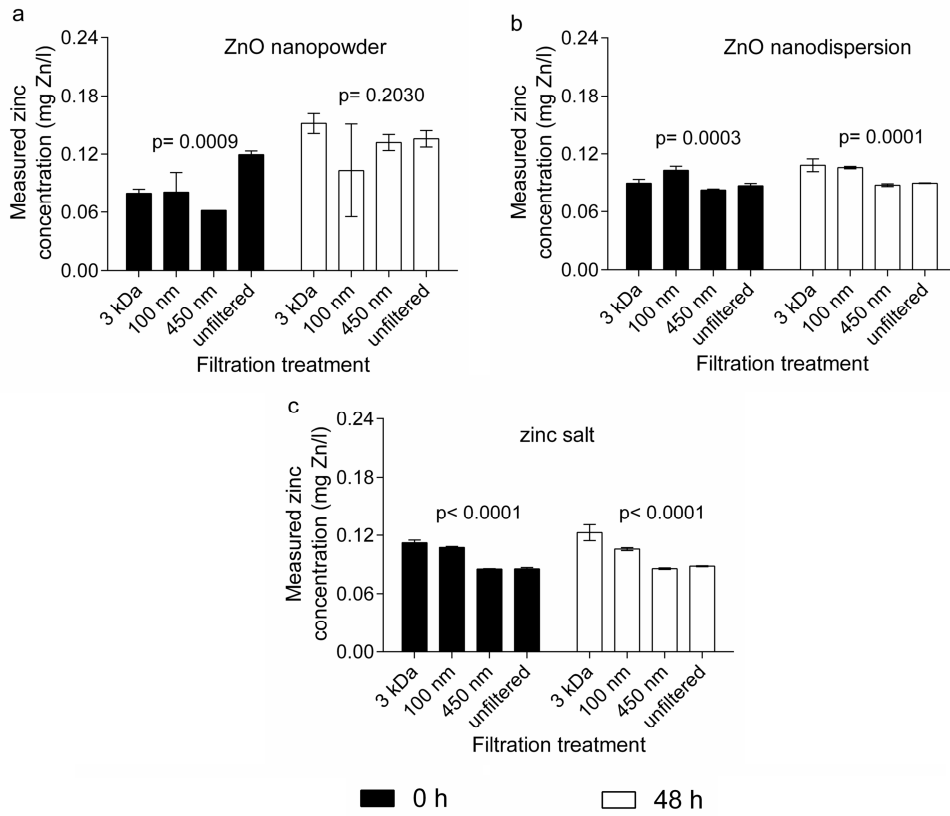 a
ZnO nanopowder
Measured zinc
concentration (mg Zn/l)
0.24
0.18
0.12
0.06
0.00
p= 0.0009
p= 0.2030
3 kDa
100 nm
450 nm
unfiltered
3 kDa
100 nm
450 nm
unfiltered
Filtration treatment
b
ZnO nanodispersion
Measured zinc
concentration (mg Zn/l)
0.24
0.18
0.12
0.06
0.00
p= 0.0003
p= 0.0001
3 kDa
100 nm
450 nm
unfiltered
3 kDa
100 nm
450 nm
unfiltered
Filtration treatment
c
zinc salt
Measured zinc
concentration (mg Zn/l)
0.24
0.18
0.12
0.06
0.00
p< 0.0001
p< 0.0001
3 kDa
100 nm
450 nm
unfiltered
3 kDa
100 nm
450 nm
unfiltered
Filtration treatment
0 h
48 h